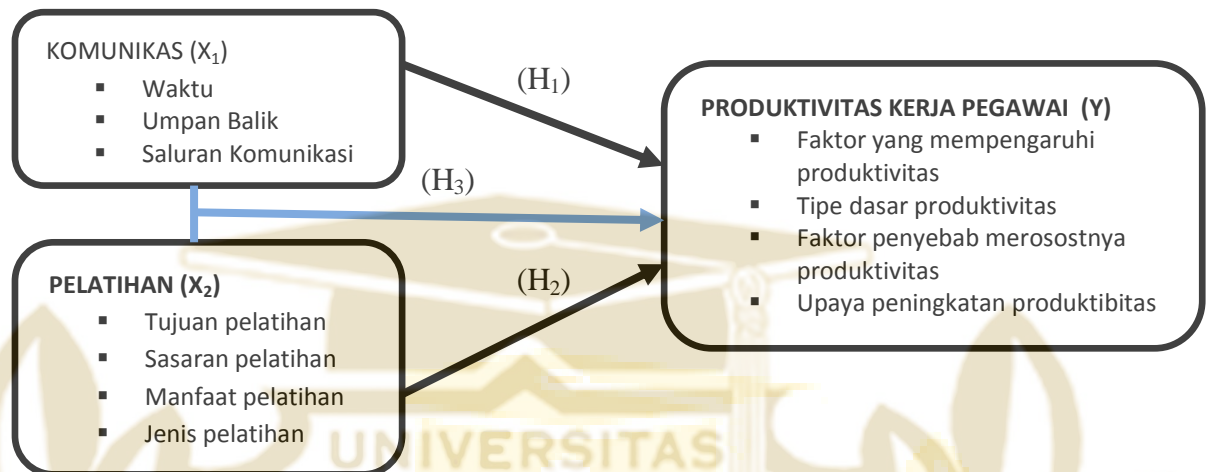 KOMUNIKAS (X₁)
▪ Waktu
▪ Umpan Balik
▪ Saluran Komunikasi
(H₁)
(H₃)
PELATIHAN (X₂)
▪ Tujuan pelatihan
▪ Sasaran pelatihan
▪ Manfaat pelatihan
▪ Jenis pelatihan
(H₂)
PRODUKTIVITAS KERJA PEGAWAI (Y)
▪ Faktor yang mempengaruhi
produktivitas
▪ Tipe dasar produktivitas
▪ Faktor penyebab merosostnya
produktivitas
▪ Upaya peningkatan produktibitas
UNIVERSITAS